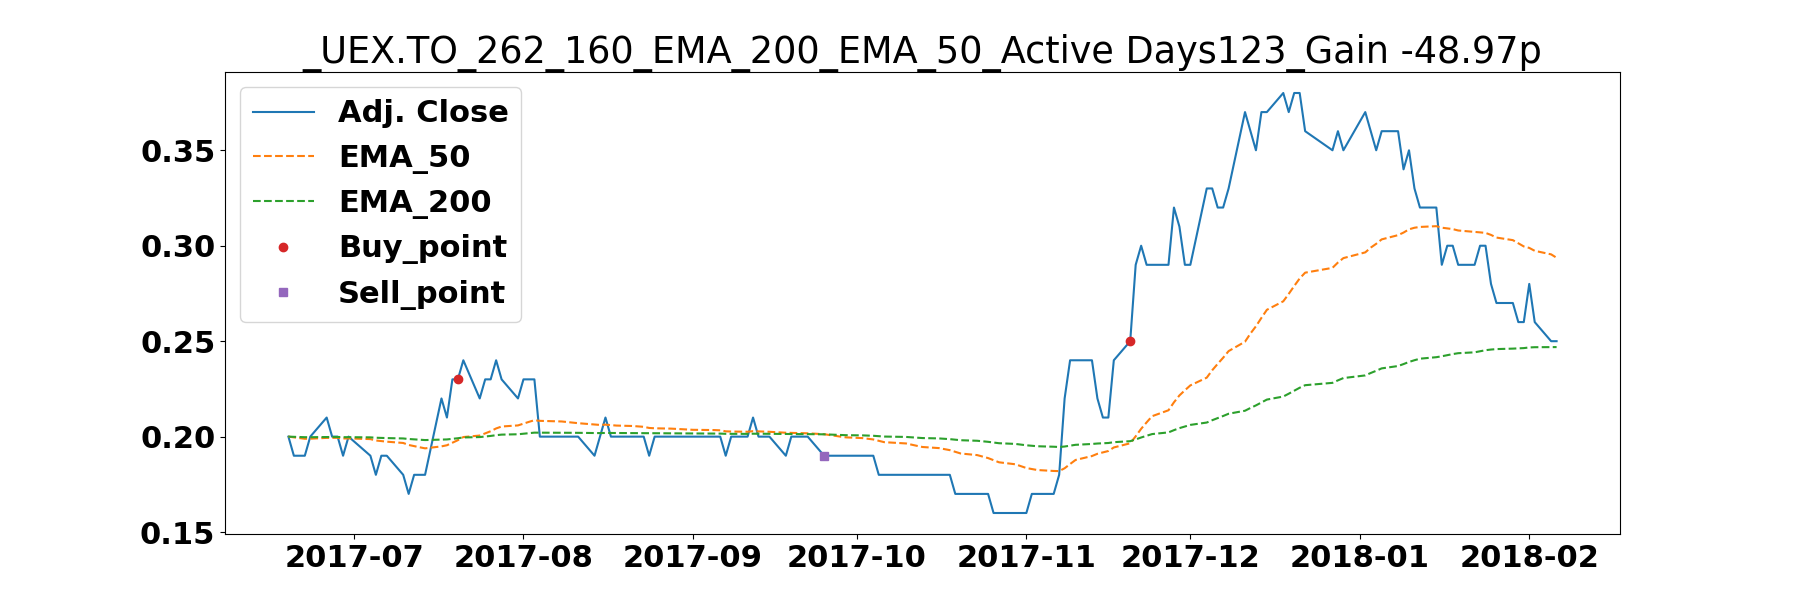 _UEX.TO_262_160_EMA_200_EMA_50_Active Days123_Gain -48.97p
Adj. Close
EMA_50
EMA_200
Buy_point
Sell_point
0.35
0.30
0.25
0.20
0.15
2017-07 2017-08 2017-09 2017-10 2017-11 2017-12 2018-01 2018-02